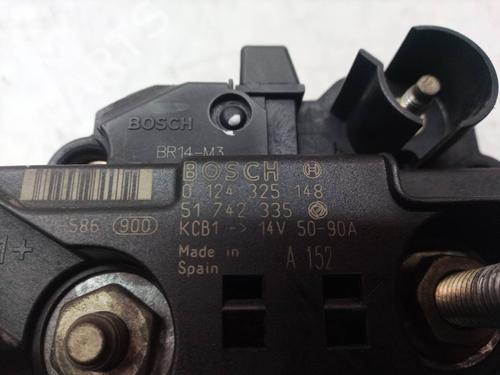 BOSCH
BR14-M3
BOSCH
0 124 325 148
51 742 335
586 900 KCB1 -> 14V 50-90A
Made in
Spain
A 152
1+